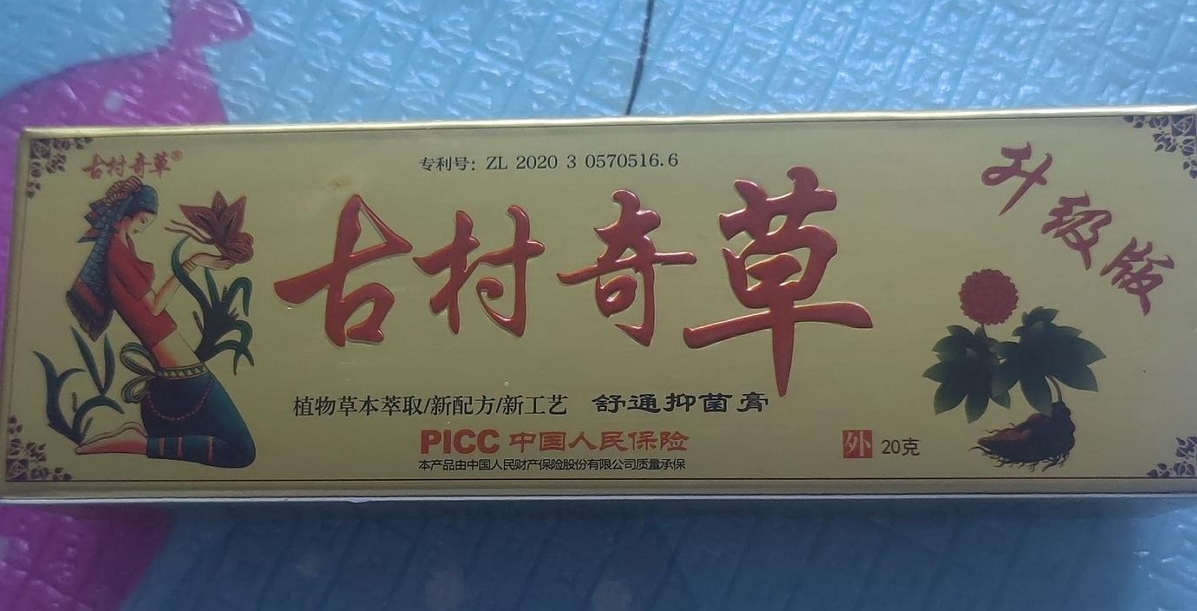 古村奇草®
专利号：ZL 2020 3 0570516.6
升级版
古村奇草
植物草本萃取/新配方/新工艺 舒通抑菌膏
PICC 中国人民保险
本产品由中国人民财产保险股份有限公司质量承保
外 20克